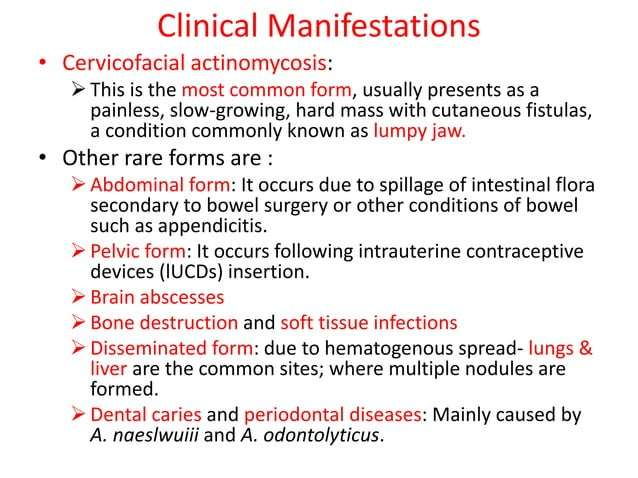 Clinical Manifestations
• Cervicofacial actinomycosis:
➢ This is the most common form, usually presents as a
painless, slow-growing, hard mass with cutaneous fistulas,
a condition commonly known as lumpy jaw.
• Other rare forms are :
➢ Abdominal form: It occurs due to spillage of intestinal flora
secondary to bowel surgery or other conditions of bowel
such as appendicitis.
➢ Pelvic form: It occurs following intrauterine contraceptive
devices (lUCDs) insertion.
➢ Brain abscesses
➢ Bone destruction and soft tissue infections
➢ Disseminated form: due to hematogenous spread- lungs &
liver are the common sites; where multiple nodules are
formed.
➢ Dental caries and periodontal diseases: Mainly caused by
A. naeslwuiii and A. odontolyticus.